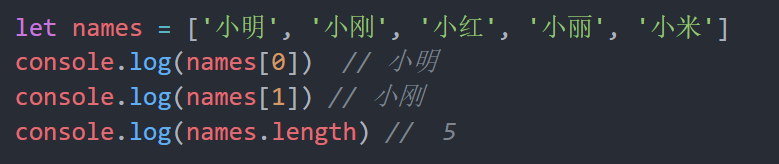 let names = ['小明', '小刚', '小红', '小丽', '小米']
console.log(names[0])  // 小明
console.log(names[1]) // 小刚
console.log(names.length) //  5